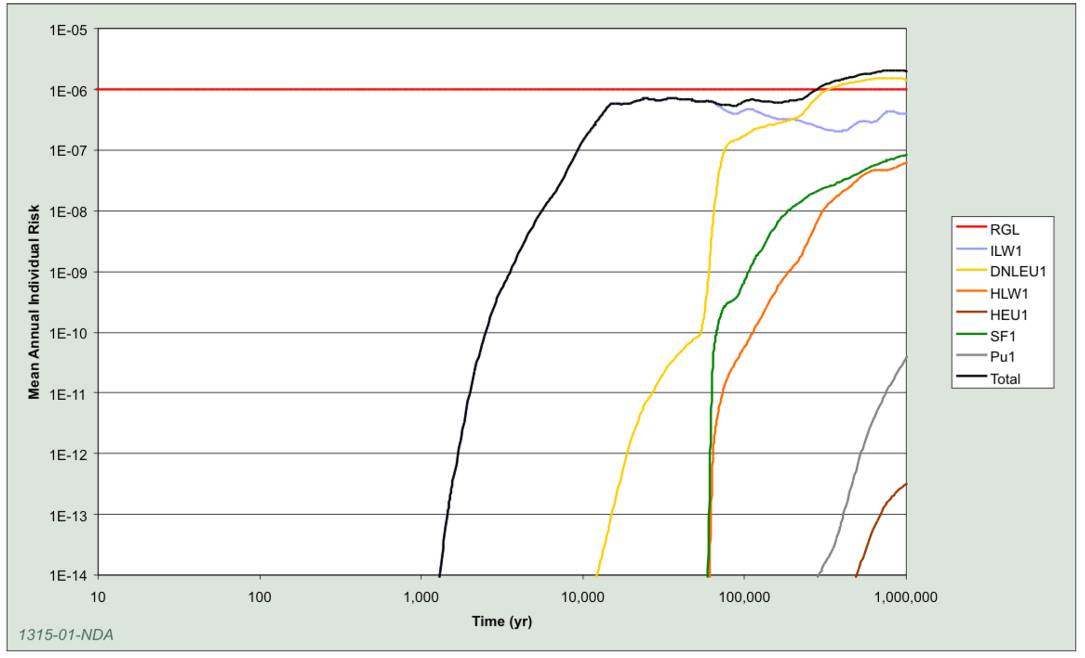 1E-05
1E-06
1E-07
1E-08
1E-09
1E-10
1E-11
1E-12
1E-13
1E-14
Mean Annual Individual Risk
10
100
1,000
10,000
100,000
1,000,000
Time (yr)
RGL
ILW1
DNLEU1
HLW1
HEU1
SF1
Pu1
Total
1315-01-NDA